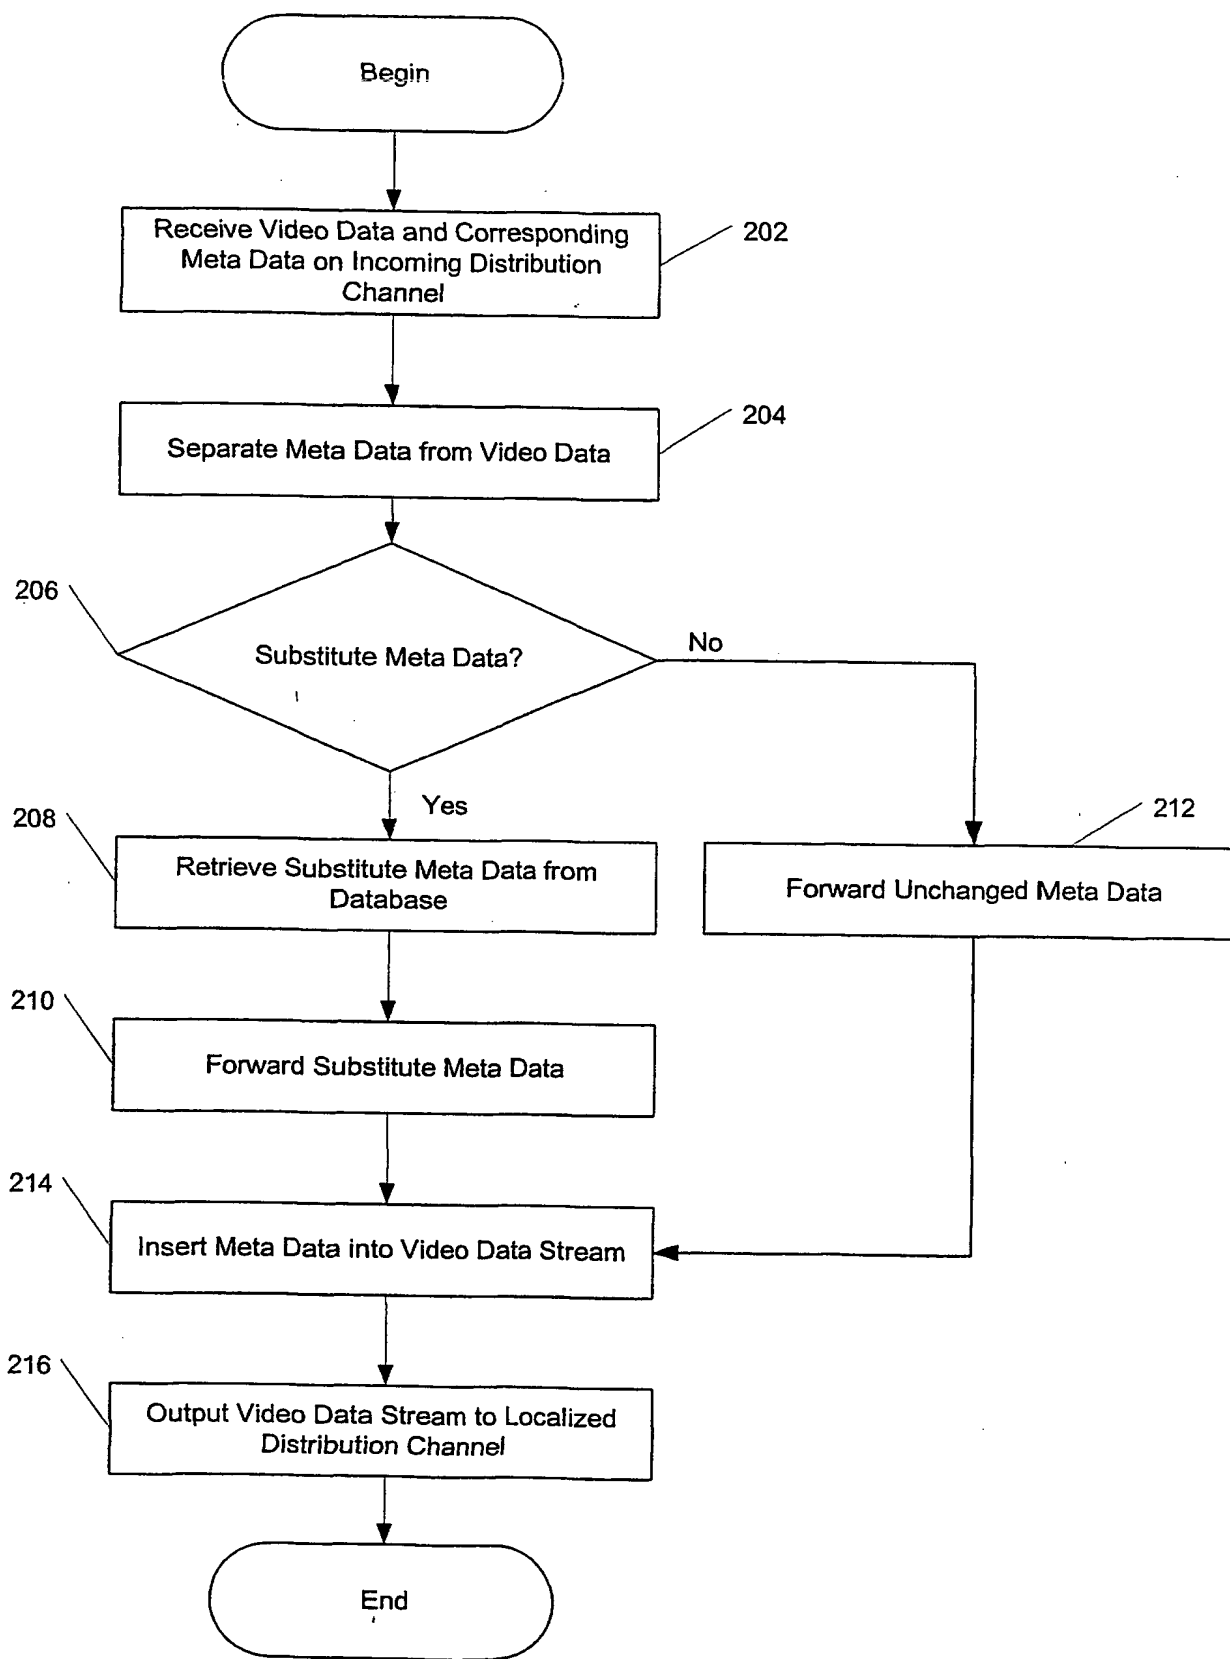 Begin
Receive Video Data and Corresponding
Meta Data on Incoming Distribution
Channel
202
Separate Meta Data from Video Data
204
206
Substitute Meta Data?
No
Yes
208
Retrieve Substitute Meta Data from
Database
212
Forward Unchanged Meta Data
210
Forward Substitute Meta Data
214
Insert Meta Data into Video Data Stream
216
Output Video Data Stream to Localized
Distribution Channel
End